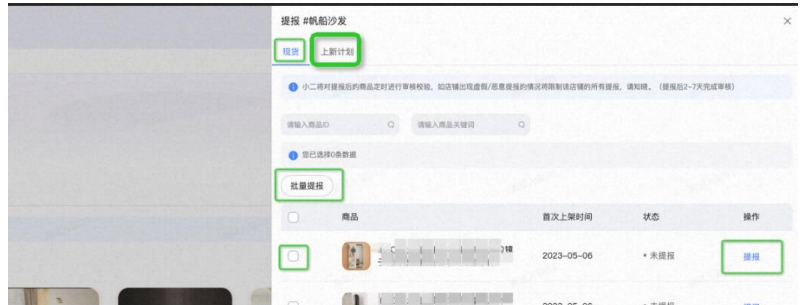 提报 #帆船沙发
现货 上新计划
小二将对提报后的商品定时进行审核校验，如店铺出现虚假/恶意提报的情况将限制该店铺的所有提报，请知晓。（提报后2-7天完成审核）
请输入商品ID 请输入商品关键词
您已选择0条数据
批量提报
商品 首次上架时间 状态 操作
2023-05-06 未提报 提报